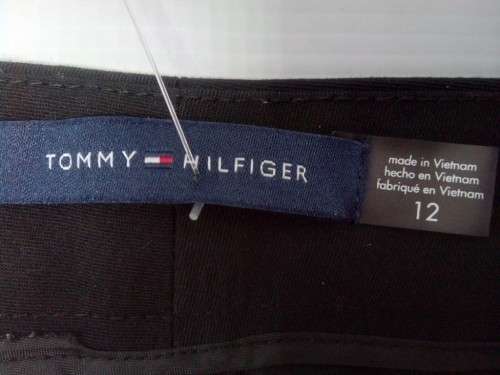 TOMMY HILFIGER
made in Vietnam
hecho en Vietnam
fabriqué en Vietnam
12